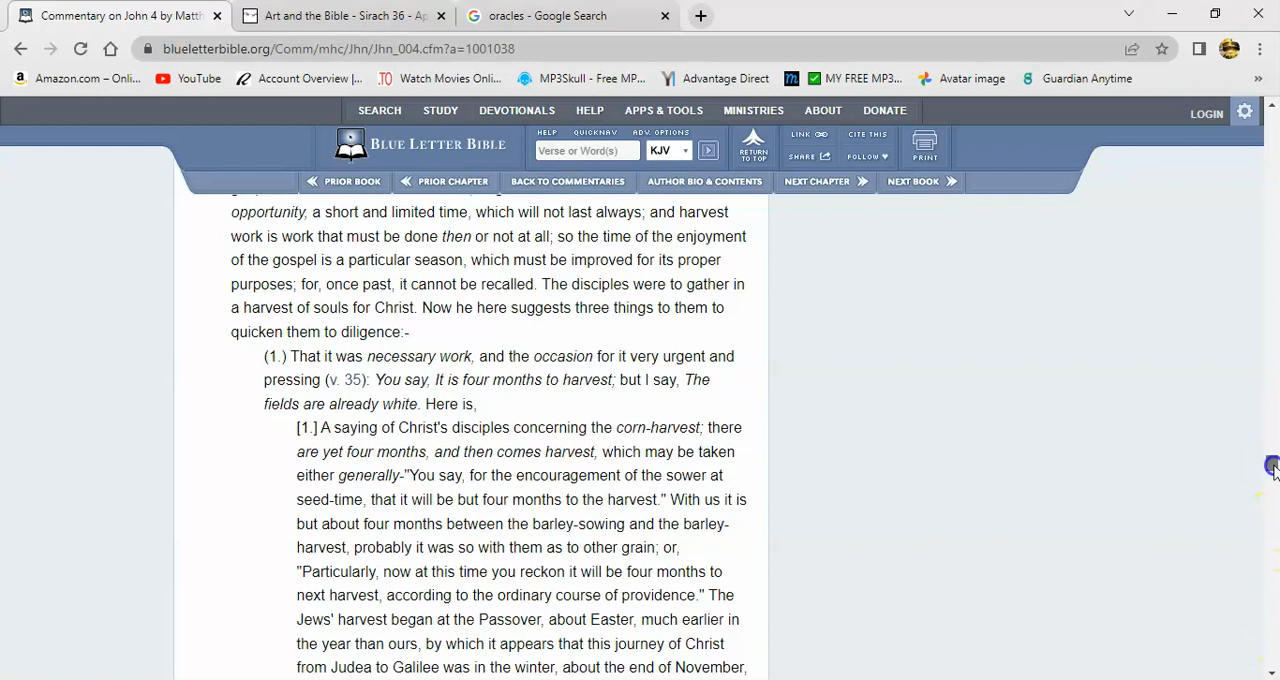 Commentary on John 4 by Matth
Art and the Bible - Sirach 36 - Ap
oracles - Google Search
blueletterbible.org/Comm/mhc/Jhn/Jhn_004.cfm?a=1001038
Amazon.com – Onli... YouTube Account Overview |... Watch Movies Onlin... MP3Skull - Free MP... Advantage Direct MY FREE MP3... Avatar image Guardian Anytime »
SEARCH STUDY DEVOTIONALS HELP APPS & TOOLS MINISTRIES ABOUT DONATE LOGIN
HELP QUICKNAV ADV. OPTIONS LINK CITE THIS
BLUE LETTER BIBLE Verse or Word(s) KJV RETURN TO TOP SHARE FOLLOW PRINT
PRIOR BOOK PRIOR CHAPTER BACK TO COMMENTARIES AUTHOR BIO & CONTENTS NEXT CHAPTER NEXT BOOK
opportunity, a short and limited time, which will not last always; and harvest
work is work that must be done then or not at all; so the time of the enjoyment
of the gospel is a particular season, which must be improved for its proper
purposes; for, once past, it cannot be recalled. The disciples were to gather in
a harvest of souls for Christ. Now he here suggests three things to them to
quicken them to diligence:-
(1.) That it was necessary work, and the occasion for it very urgent and
pressing (v. 35): You say, It is four months to harvest; but I say, The
fields are already white. Here is,
[1.] A saying of Christ's disciples concerning the corn-harvest; there
are yet four months, and then comes harvest, which may be taken
either generally-"You say, for the encouragement of the sower at
seed-time, that it will be but four months to the harvest." With us it is
but about four months between the barley-sowing and the barley-
harvest, probably it was so with them as to other grain; or,
"Particularly, now at this time you reckon it will be four months to
next harvest, according to the ordinary course of providence." The
Jews' harvest began at the Passover, about Easter, much earlier in
the year than ours, by which it appears that this journey of Christ
from Judea to Galilee was in the winter, about the end of November,